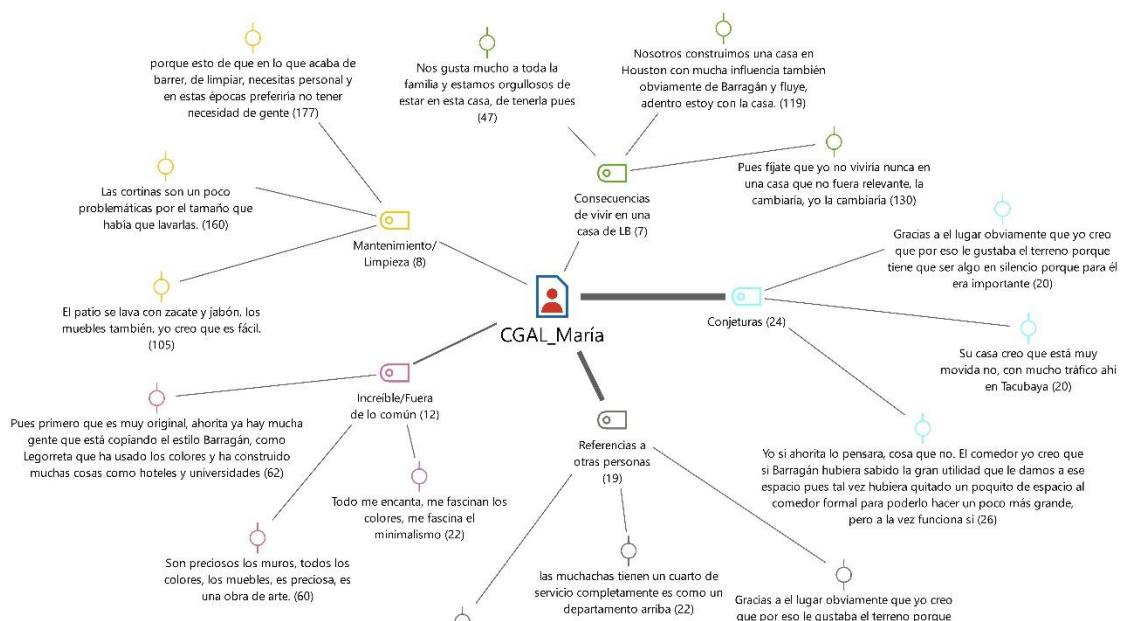 porque esto de que en lo que acaba de
barrer, de limpiar, necesitas personal y
en estas épocas preferiría no tener
necesidad de gente (177)
Nos gusta mucho a toda la
familia y estamos orgullosos de
estar en esta casa, de tenerla pues
(47)
Nosotros construimos una casa en
Houston con mucha influencia también
obviamente de Barragán y fluye,
adentro estoy con la casa. (119)
Las cortinas son un poco
problemáticas por el tamaño que
había que lavarlas. (160)
Mantenimiento/
Limpieza (8)
Consecuencias
de vivir en una
casa de LB (7)
Pues fíjate que yo no viviría nunca en
una casa que no fuera relevante, la
cambiaría, yo la cambiaría (130)
Gracias a el lugar obviamente que yo creo
que por eso le gustaba el terreno porque
tiene que ser algo en silencio porque para él
era importante (20)
El patio se lava con zacate y jabón, los
muebles también, yo creo que es fácil.
(105)
CGAL_María
Conjeturas (24)
Su casa creo que está muy
movida no, con mucho tráfico ahi
en Tacubaya (20)
Increíble/Fuera
de lo común (12)
Pues primero que es muy original, ahorita ya hay mucha
gente que está copiando el estilo Barragán, como
Legorreta que ha usado los colores y ha construido
muchas cosas como hoteles y universidades (62)
Referencias a
otras personas
(19)
Yo si ahorita lo pensara, cosa que no. El comedor yo creo que
si Barragán hubiera sabido la gran utilidad que le damos a ese
espacio pues tal vez hubiera quitado un poquito de espacio al
comedor formal para poderlo hacer un poco más grande,
pero a la vez funciona si (26)
Todo me encanta, me fascinan los
colores, me fascina el
minimalismo (22)
Son preciosos los muros, todos los
colores, los muebles, es preciosa, es
una obra de arte. (60)
las muchachas tienen un cuarto de
servicio completamente es como un
departamento arriba (22)
Gracias a el lugar obviamente que yo creo
que por eso le gustaba el terreno porque